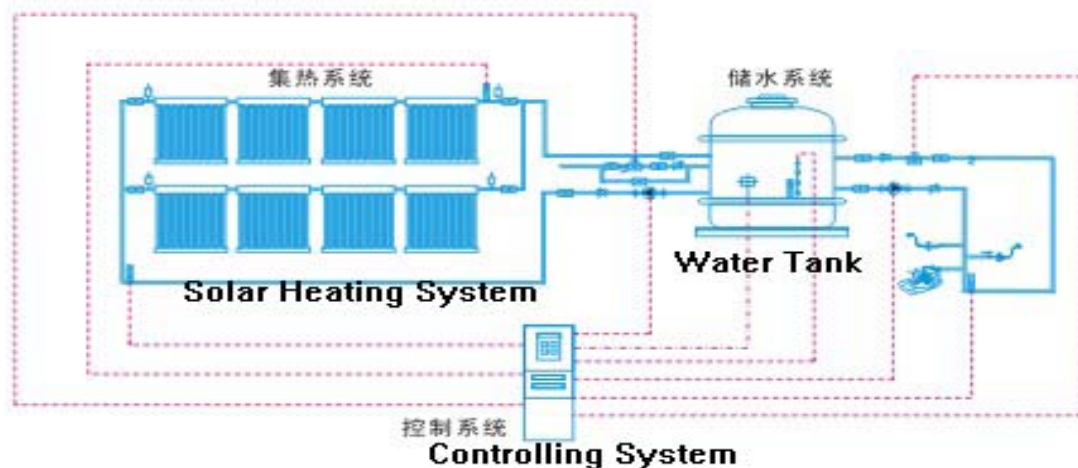 集热系统
储水系统
Solar Heating System
Water Tank
控制系统
Controlling System